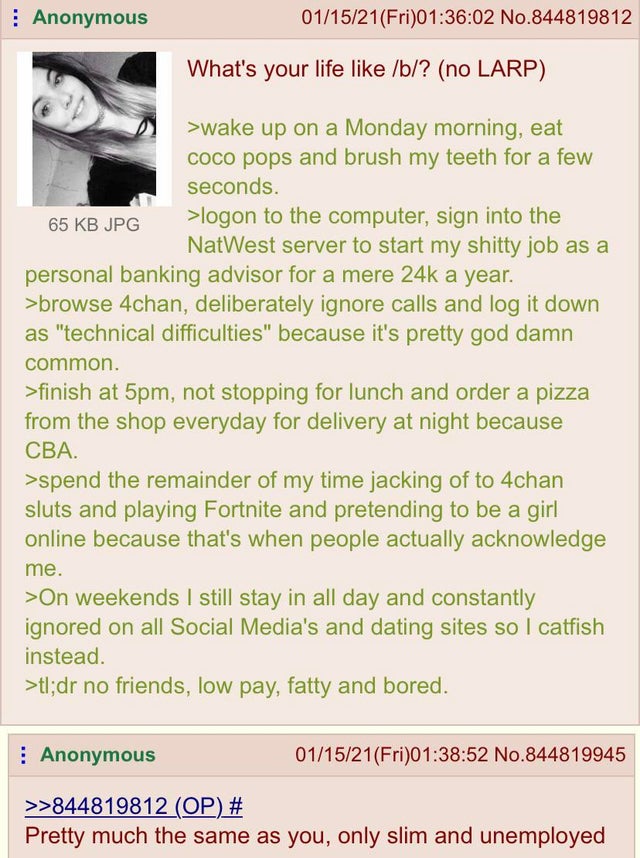 Anonymous 01/15/21(Fri)01:36:02 No.844819812
What's your life like /b/? (no LARP)
>wake up on a Monday morning, eat
coco pops and brush my teeth for a few
seconds.
>logon to the computer, sign into the
65 KB JPG
NatWest server to start my shitty job as a
personal banking advisor for a mere 24k a year.
>browse 4chan, deliberately ignore calls and log it down
as "technical difficulties" because it's pretty god damn
common.
>finish at 5pm, not stopping for lunch and order a pizza
from the shop everyday for delivery at night because
CBA.
>spend the remainder of my time jacking of to 4chan
sluts and playing Fortnite and pretending to be a girl
online because that's when people actually acknowledge
me.
>On weekends I still stay in all day and constantly
ignored on all Social Media's and dating sites so I catfish
instead.
>tl;dr no friends, low pay, fatty and bored.
Anonymous 01/15/21(Fri)01:38:52 No.844819945
>>844819812 (OP) #
Pretty much the same as you, only slim and unemployed